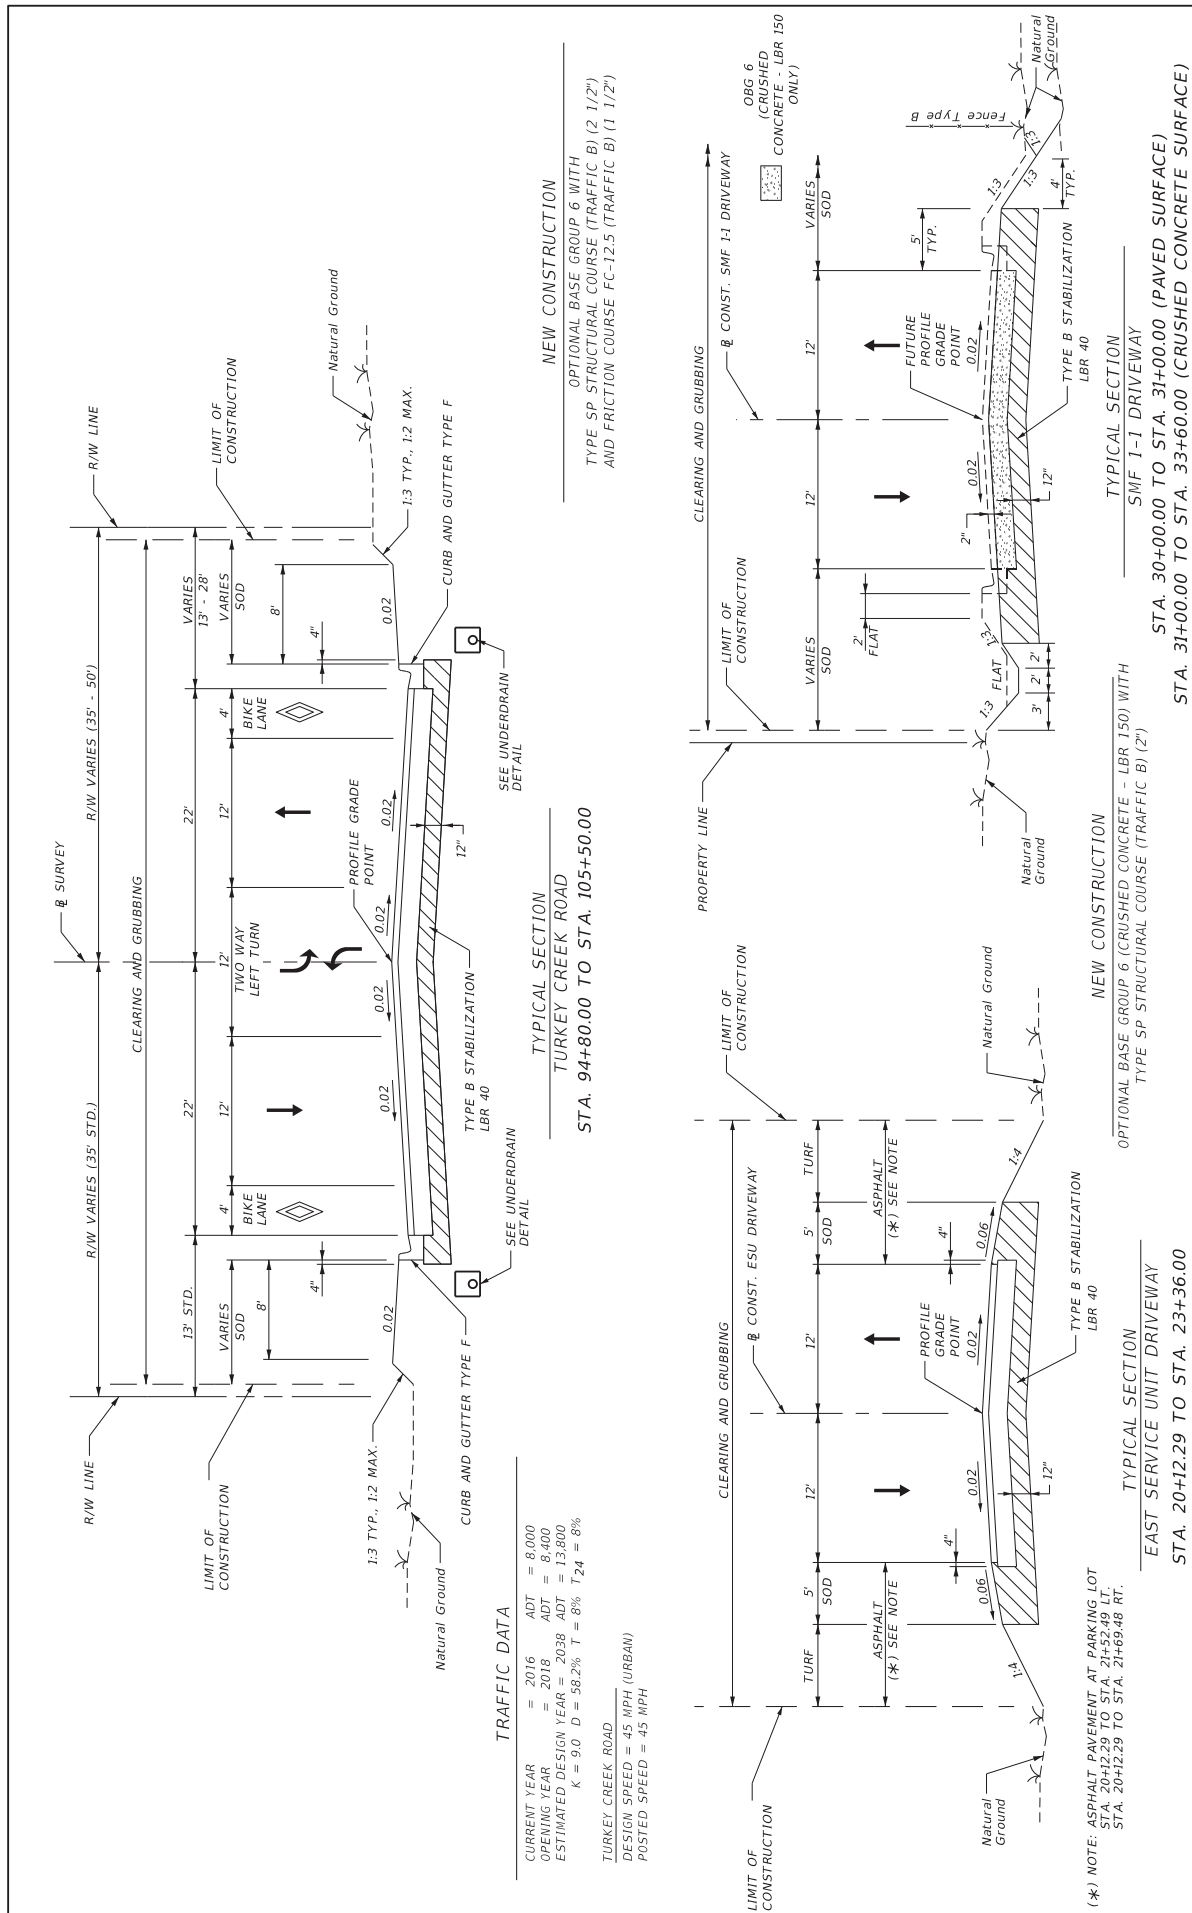 R/W LINE
R/W VARIES (35' STD.)
℄ SURVEY
R/W VARIES (35' - 50')
R/W LINE
CLEARING AND GRUBBING
LIMIT OF
CONSTRUCTION
13' STD.
22'
22'
VARIES
13' - 28'
LIMIT OF
CONSTRUCTION
VARIES
SOD
4'
BIKE
LANE
12'
12'
TWO WAY
LEFT TURN
12'
4'
BIKE
LANE
VARIES
SOD
8'
8'
4"
4"
PROFILE GRADE
POINT
Natural Ground
1:3 TYP., 1:2 MAX.
0.02
0.02
0.02
0.02
0.02
0.02
1:3 TYP., 1:2 MAX.
Natural Ground
CURB AND GUTTER TYPE F
SEE UNDERDRAIN
DETAIL
TYPE B STABILIZATION
LBR 40
12"
SEE UNDERDRAIN
DETAIL
CURB AND GUTTER TYPE F
TYPICAL SECTION
TURKEY CREEK ROAD
STA. 94+80.00 TO STA. 105+50.00
NEW CONSTRUCTION
OPTIONAL BASE GROUP 6 WITH
TYPE SP STRUCTURAL COURSE (TRAFFIC B) (2 1/2")
AND FRICTION COURSE FC-12.5 (TRAFFIC B) (1 1/2")
TRAFFIC DATA
CURRENT YEAR = 2016 ADT = 8,000
OPENING YEAR = 2018 ADT = 8,400
ESTIMATED DESIGN YEAR = 2038 ADT = 13,800
K = 9.0 D = 58.2% T = 8% T24 = 8%
TURKEY CREEK ROAD
DESIGN SPEED = 45 MPH (URBAN)
POSTED SPEED = 45 MPH
LIMIT OF
CONSTRUCTION
CLEARING AND GRUBBING
℄ CONST. ESU DRIVEWAY
LIMIT OF
CONSTRUCTION
TURF
5'
SOD
12'
12'
5'
SOD
TURF
ASPHALT
(*) SEE NOTE
ASPHALT
(*) SEE NOTE
PROFILE
GRADE
POINT
4"
4"
Natural
Ground
1:4
0.06
0.02
0.02
0.06
1:4
Natural Ground
12"
TYPE B STABILIZATION
LBR 40
(*) NOTE: ASPHALT PAVEMENT AT PARKING LOT
STA. 20+12.29 TO STA. 21+52.49 LT.
STA. 20+12.29 TO STA. 21+69.48 RT.
TYPICAL SECTION
EAST SERVICE UNIT DRIVEWAY
STA. 20+12.29 TO STA. 23+36.00
NEW CONSTRUCTION
OPTIONAL BASE GROUP 6 (CRUSHED CONCRETE - LBR 150) WITH
TYPE SP STRUCTURAL COURSE (TRAFFIC B) (2")
PROPERTY LINE
LIMIT OF
CONSTRUCTION
CLEARING AND GRUBBING
℄ CONST. SMF 1-1 DRIVEWAY
OBG 6
(CRUSHED
CONCRETE - LBR 150
ONLY)
VARIES
SOD
12'
12'
VARIES
SOD
2'
FLAT
5'
TYP.
FUTURE
PROFILE
GRADE
POINT
Fence Type B
Natural
Ground
Natural
Ground
1:3
FLAT
1:3
2"
0.02
0.02
1:3
1:3
1:3
3'
2'
2'
12"
4'
TYP.
TYPE B STABILIZATION
LBR 40
TYPICAL SECTION
SMF 1-1 DRIVEWAY
STA. 30+00.00 TO STA. 31+00.00 (PAVED SURFACE)
STA. 31+00.00 TO STA. 33+60.00 (CRUSHED CONCRETE SURFACE)